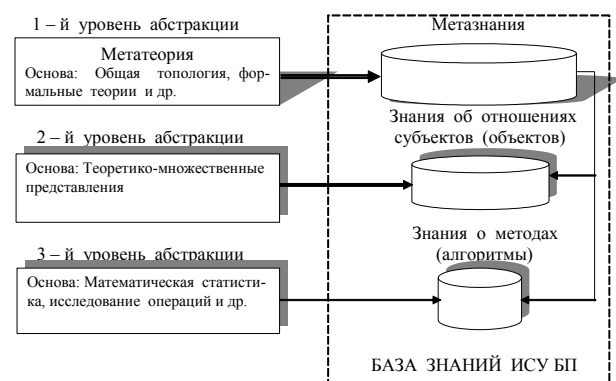 1 – й уровень абстракции
Метазнания
Метатеория
Основа: Общая топология, фор-
мальные теории и др.
Знания об отношениях
субъектов (объектов)
2 – й уровень абстракции
Основа: Теоретико-множественные
представления
Знания о методах
(алгоритмы)
3 – й уровень абстракции
Основа: Математическая статисти-
ка, исследование операций и др.
БАЗА ЗНАНИЙ ИСУ БП